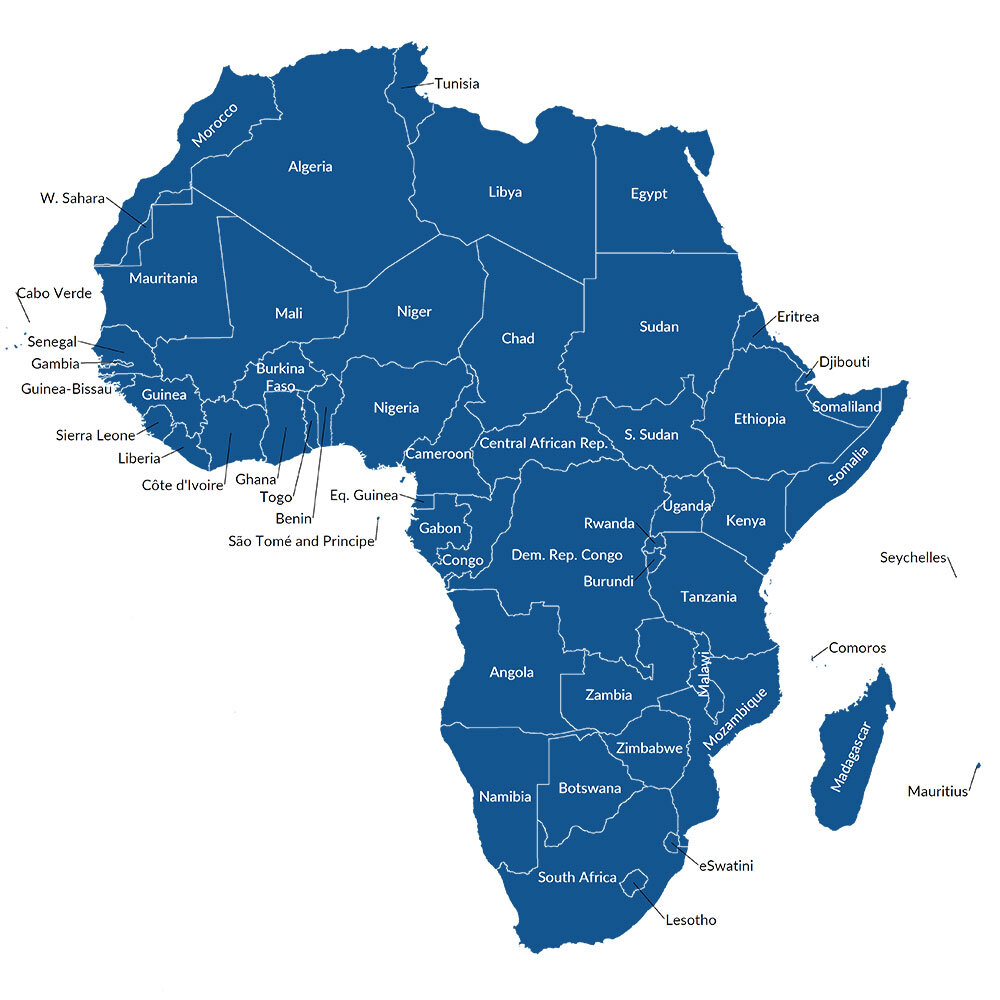 Tunisia
Morocco
Algeria
Libya
Egypt
W. Sahara
Mauritania
Cabo Verde
Mali
Niger
Chad
Sudan
Eritrea
Senegal
Gambia
Djibouti
Guinea-Bissau
Guinea
Burkina
Faso
Nigeria
Ethiopia
Somaliland
Sierra Leone
Liberia
Côte d'Ivoire
Ghana
Togo
Benin
Cameroon
Central African Rep.
S. Sudan
Somalia
Eq. Guinea
São Tomé and Principe
Gabon
Congo
Dem. Rep. Congo
Uganda
Kenya
Rwanda
Burundi
Tanzania
Seychelles
Comoros
Angola
Zambia
Malawi
Mozambique
Madagascar
Zimbabwe
Namibia
Botswana
Mauritius
South Africa
eSwatini
Lesotho